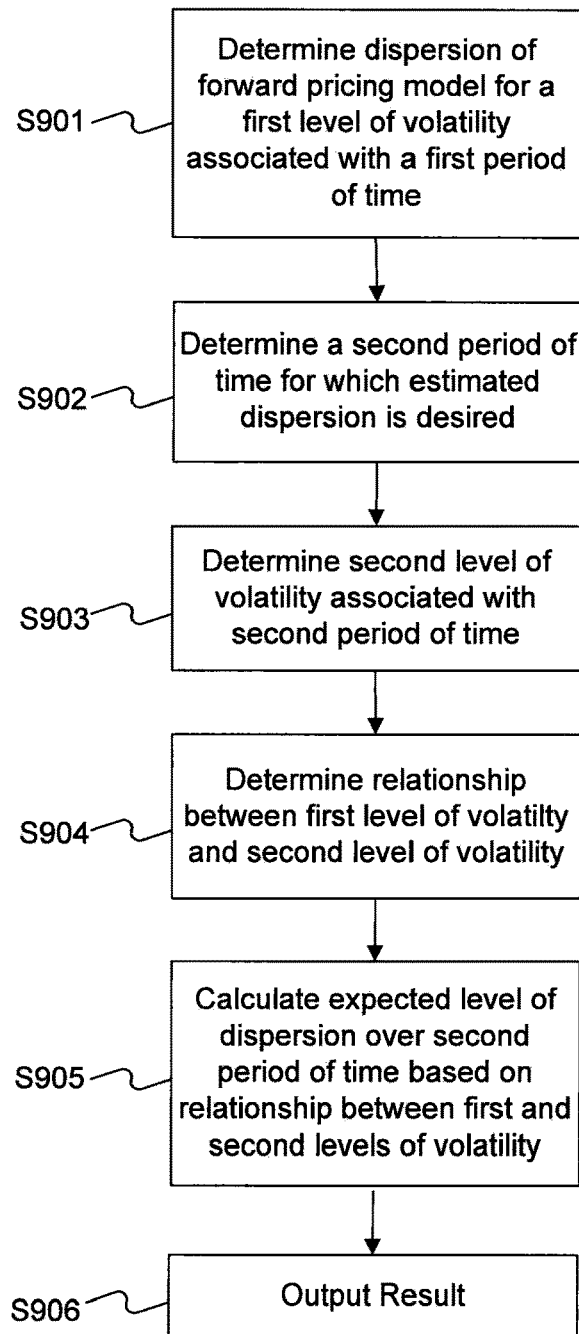 Determine dispersion of
forward pricing model for a
S901
first level of volatility
associated with a first period
of time
Determine a second period of
S902
time for which estimated
dispersion is desired
Determine second level of
S903
volatility associated with
second period of time
Determine relationship
S904
between first level of volatilty
and second level of volatility
Calculate expected level of
dispersion over second
S905
period of time based on
relationship between first and
second levels of volatility
S906
Output Result